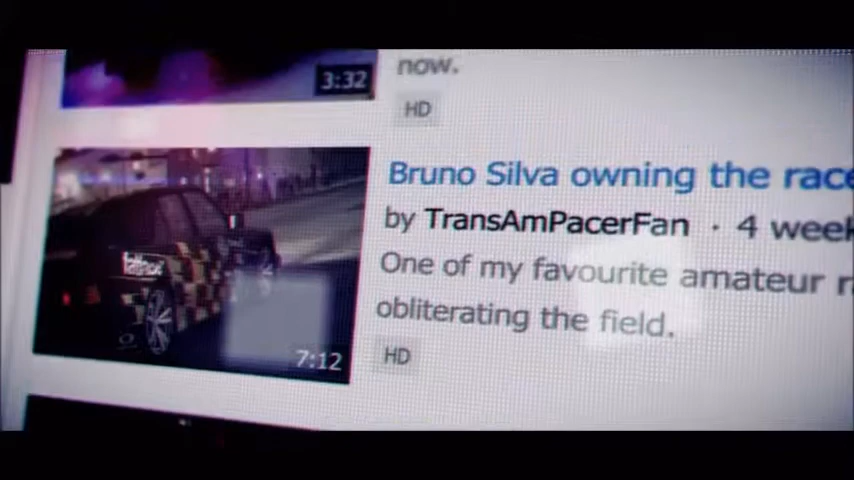 3:32
now.
HD
Bruno Silva owning the race
by TransAmPacerFan · 4 week
One of my favourite amateur r
obliterating the field.
7:12
HD